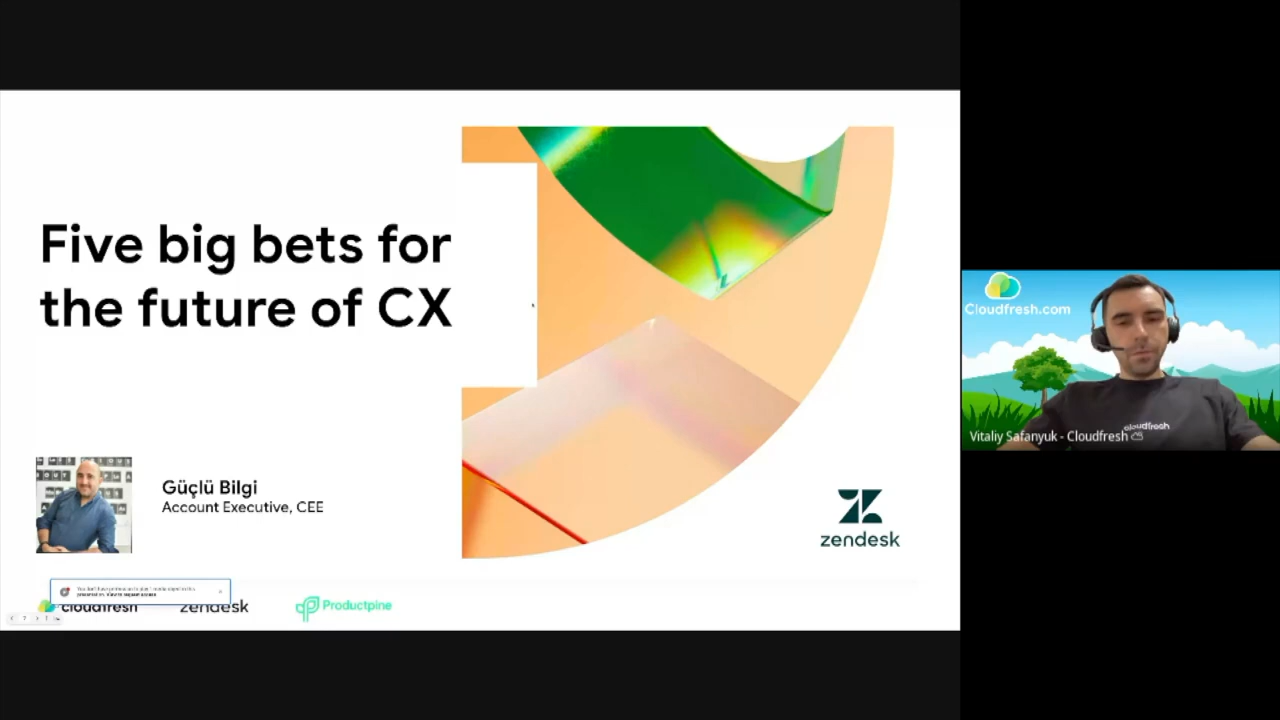 Five big bets for
the future of CX
Güçlü Bilgi
Account Executive, CEE
zendesk
cloudfresh
zendesk
Productpine
Cloudfresh.com
cloudfresh
Vitaliy Safanyuk - Cloudfresh